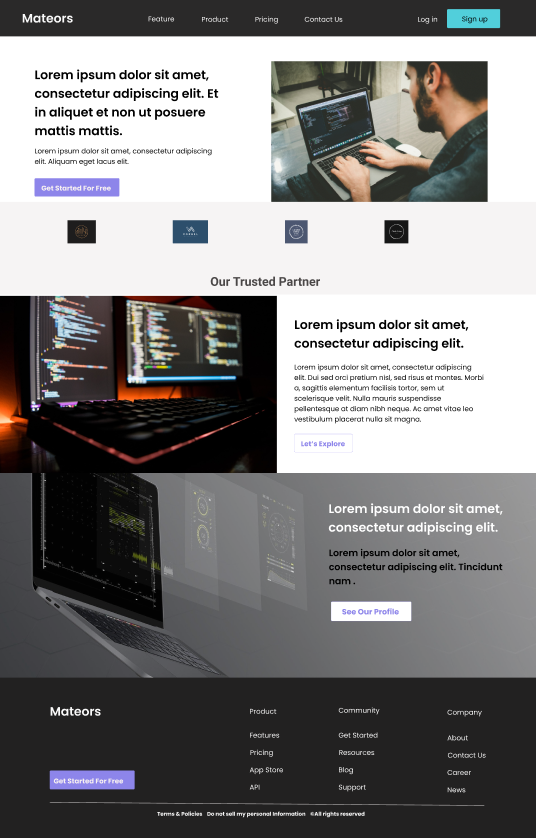 Mateors
Feature Product Pricing Contact Us Log in Sign up
Lorem ipsum dolor sit amet,
consectetur adipiscing elit. Et
in aliquet et non ut posuere
mattis mattis.
Lorem ipsum dolor sit amet, consectetur adipiscing
elit. Aliquam eget lacus elit.
Get Started For Free
Our Trusted Partner
Lorem ipsum dolor sit amet,
consectetur adipiscing elit.
Lorem ipsum dolor sit amet, consectetur adipiscing
elit. Dui sed orci pretium nisl, sed risus et montes. Morbi
a, sagittis elementum facilisis tortor, sem ut
scelerisque velit. Nulla mauris suspendisse
pellentesque at diam nibh neque. Ac amet vitae leo
vestibulum placerat nulla sit magna.
Let's Explore
Lorem ipsum dolor sit amet,
consectetur adipiscing elit.
Lorem ipsum dolor sit amet,
consectetur adipiscing elit. Tincidunt
nam .
See Our Profile
Mateors
Get Started For Free
Product
Features
Pricing
App Store
API
Community
Get Started
Resources
Blog
Support
Company
About
Contact Us
Career
News
Terms & Policies Do not sell my personal Information ©All rights reserved